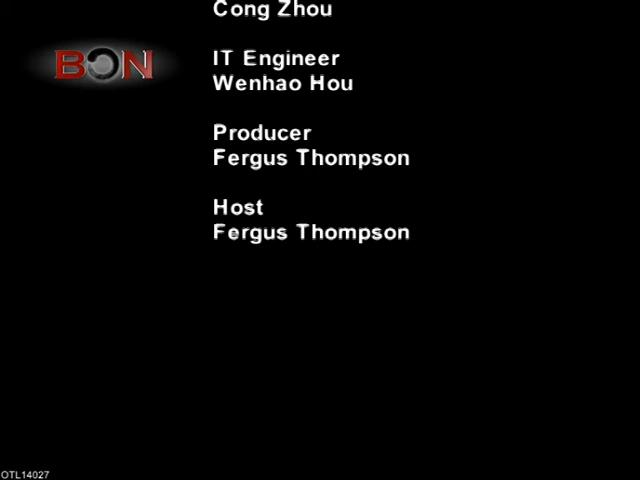 Cong Zhou
BON
IT Engineer
Wenhao Hou
Producer
Fergus Thompson
Host
Fergus Thompson
OTL14027